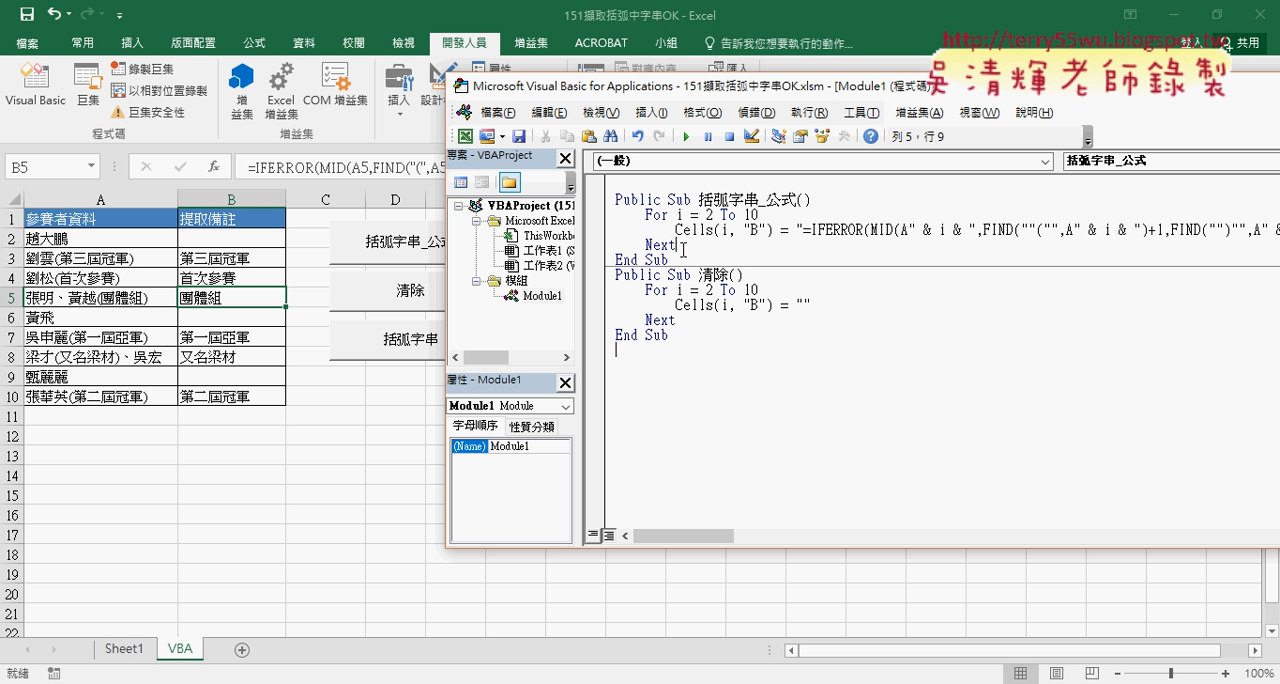 151擷取括弧中字串OK - Excel
檔案 常用 插入 版面配置 公式 資料 校閱 檢視 開發人員 增益集 ACROBAT 小組 告訴我您想要執行的動作... 登入 共用
http://terry55wu.blogspot.tw
吳清輝老師錄製
Visual Basic 巨集 錄製巨集 以相對位置錄製 巨集安全性 程式碼
增益集 Excel 增益集 COM 增益集 增益集
插入
Microsoft Visual Basic for Applications - 151擷取括弧中字串OK.xlsm - [Module1 (程式碼)
檔案(F) 編輯(E) 檢視(V) 插入(I) 格式(O) 偵錯(D) 執行(R) 工具(T) 增益集(A) 視窗(W) 說明(H)
列 5，行 9
專案 - VBAProject
VBAProject (151
Microsoft Excel
ThisWorkbo
工作表1 (S
工作表2 (V
模組
Module1
屬性 - Module1
Module1 Module
字母順序 性質分類
(Name) Module1
(一般) 括弧字串_公式
Public Sub 括弧字串_公式()
For i = 2 To 10
Cells(i, "B") = "=IFERROR(MID(A" & i & ",FIND(""("",A" & i & ")+1,FIND("")"",A" &
Next
End Sub
Public Sub 清除()
For i = 2 To 10
Cells(i, "B") = ""
Next
End Sub
B5 fx =IFERROR(MID(A5,FIND("(",A5
A B C D
1 參賽者資料 提取備註
2 趙大鵬
3 劉雲(第三屆冠軍) 第三屆冠軍
4 劉松(首次參賽) 首次參賽
5 張明、黃越(團體組) 團體組
6 黃飛
7 吳申麗(第一屆亞軍) 第一屆亞軍
8 梁才(又名梁材)、吳宏 又名梁材
9 甄麗麗
10 張華英(第二屆冠軍) 第二屆冠軍
11
12
13
14
15
16
17
18
19
20
21
22
括弧字串_公式
清除
括弧字串
Sheet1 VBA
就緒 100%